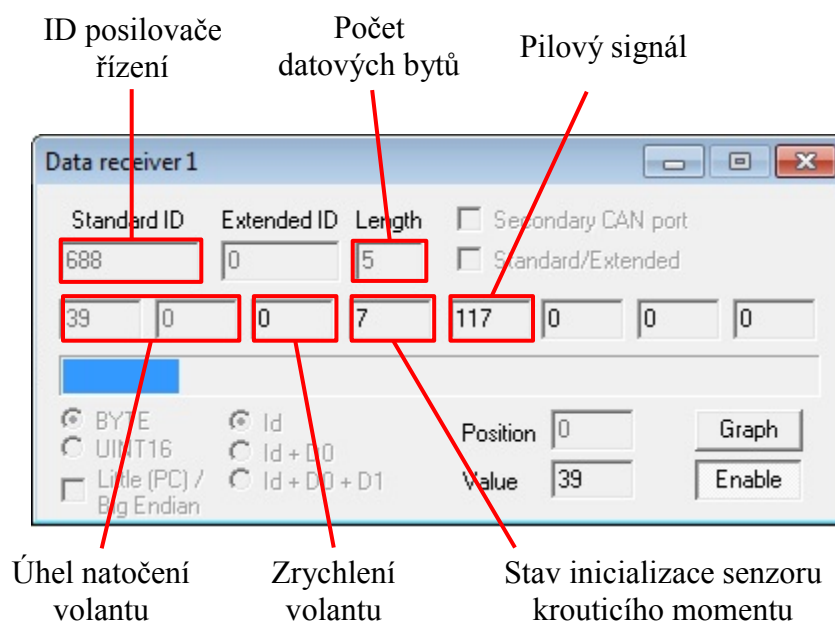 ID posilovače
řízení
Počet
datových bytů
Pilový signál
Data receiver 1
Standard ID Extended ID Length Secondary CAN port
688 0 5 Standard/Extended
39 0 0 7 117 0 0 0
BYTE Id Position 0 Graph
UINT16 Id + D0
Little (PC) / Id + D0 + D1 Value 39 Enable
Big Endian
Úhel natočení
volantu
Zrychlení
volantu
Stav inicializace senzoru
krouticího momentu